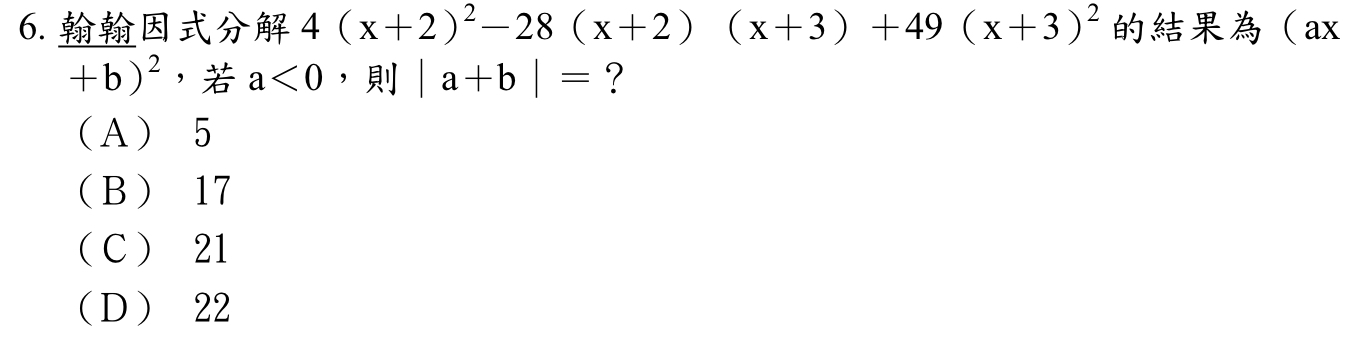 6. 翰翰因式分解 4（x＋2）²－28（x＋2）（x＋3）＋49（x＋3）² 的結果為（ax
＋b）²，若 a＜0，則｜a＋b｜＝？
（A） 5
（B） 17
（C） 21
（D） 22